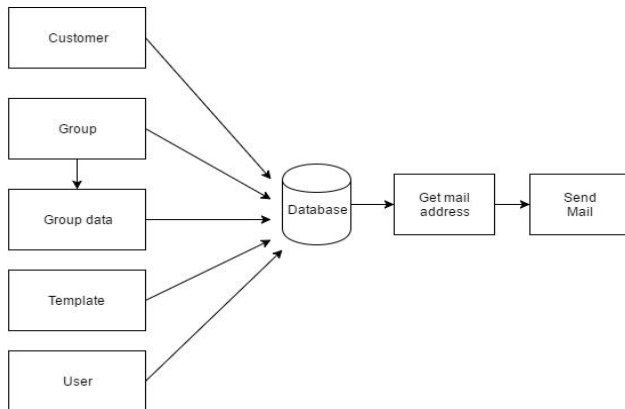 Customer
Group
Group data
Template
User
Database
Get mail
address
Send
Mail